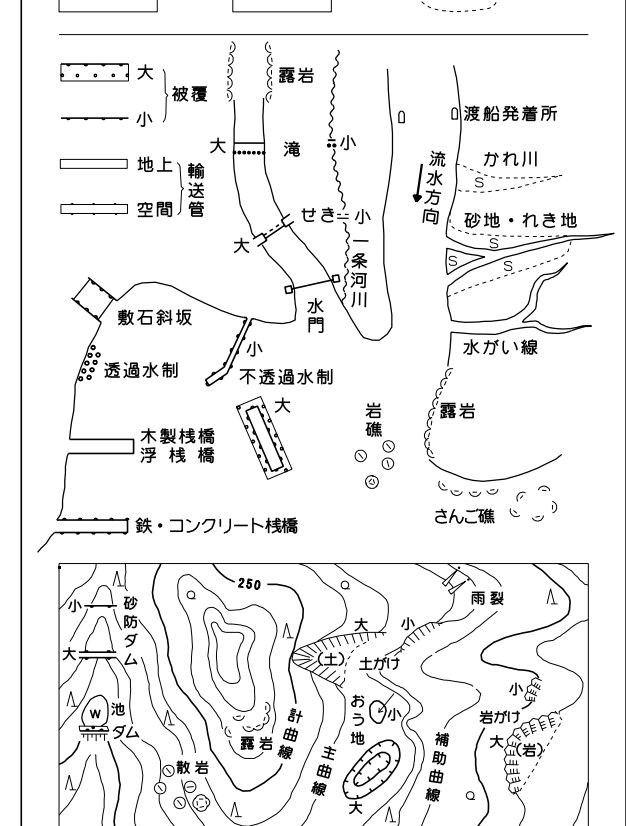 大
小
被覆
地上
空間
輸送管
露岩
大
滝
小
渡船発着所
流水方向
かれ川
S
砂地・れき地
S
S
S
せき
小
大
一条河川
水門
水がい線
敷石斜坂
透過水制
小
不透過水制
大
岩礁
露岩
木製桟橋
浮桟橋
さんご礁
鉄・コンクリート桟橋
250
雨裂
小
砂防ダム
大
大
小
(土)
土がけ
W
池
ダム
おう地
小
小
岩がけ
大
(岩)
露岩
計曲線
主曲線
補助曲線
散岩
大